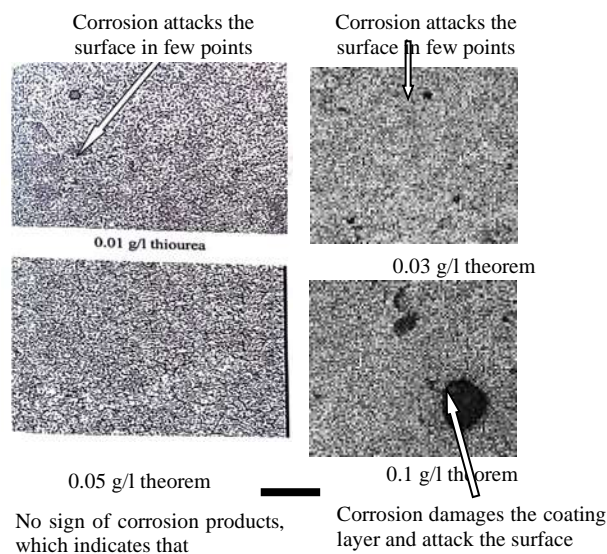 Corrosion attacks the
surface in few points
Corrosion attacks the
surface in few points
0.01 g/l thiourea
0.03 g/l theorem
0.05 g/l theorem
0.1 g/l theorem
No sign of corrosion products,
which indicates that
Corrosion damages the coating
layer and attack the surface